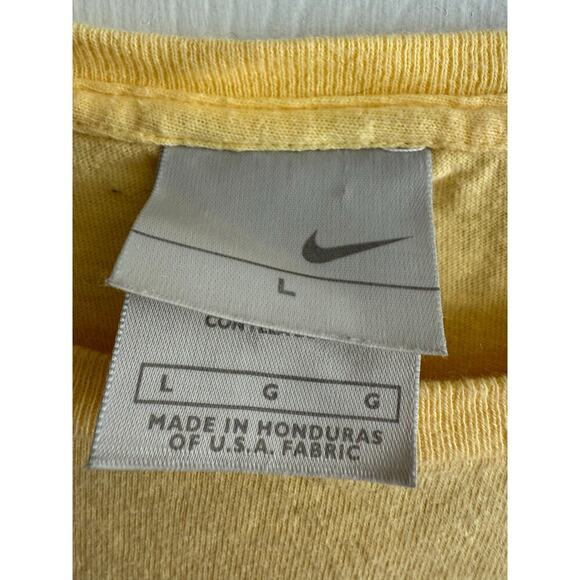 L
L G G
MADE IN HONDURAS
OF U.S.A. FABRIC